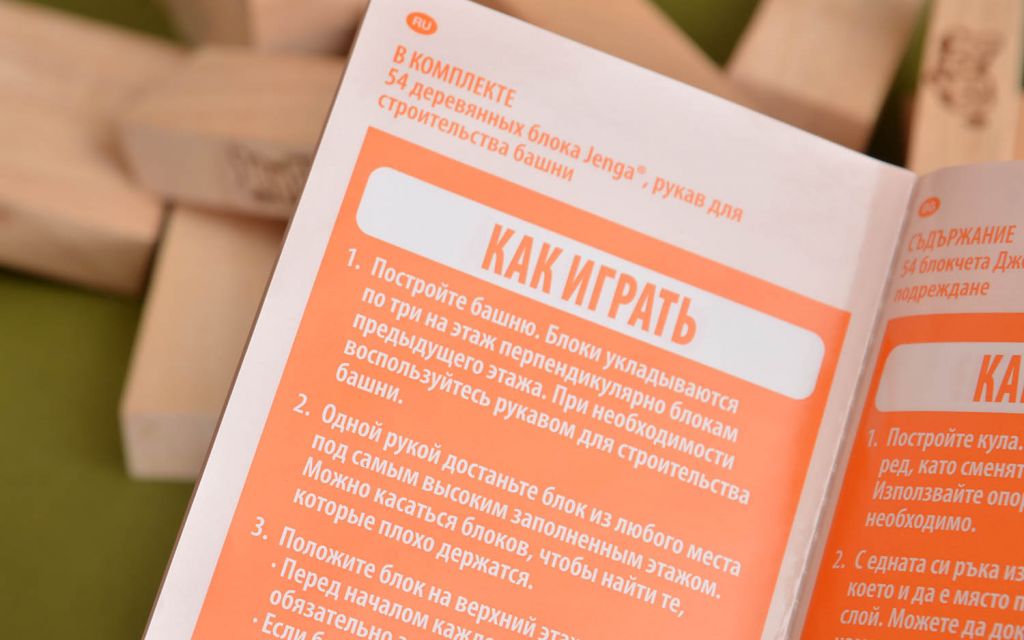 RU
В КОМПЛЕКТЕ
54 деревянных блока Jenga®, рукав для
строительства башни
КАК ИГРАТЬ
1. Постройте башню. Блоки укладываются
по три на этаж перпендикулярно блокам
предыдущего этажа. При необходимости
воспользуйтесь рукавом для строительства
башни.
2. Одной рукой достаньте блок из любого места
под самым высоким заполненным этажом.
Можно касаться блоков, чтобы найти те,
которые плохо держатся.
3. Положите блок на верхний
· Перед началом
обязательно
· Если
СЪДЪРЖАНИЕ
54 блокчета
подреждане
1. Постройте кула.
ред, като сменят
Използвайте
необходимо.
2. С едната си ръка из
което и да е място
слой. Можете да